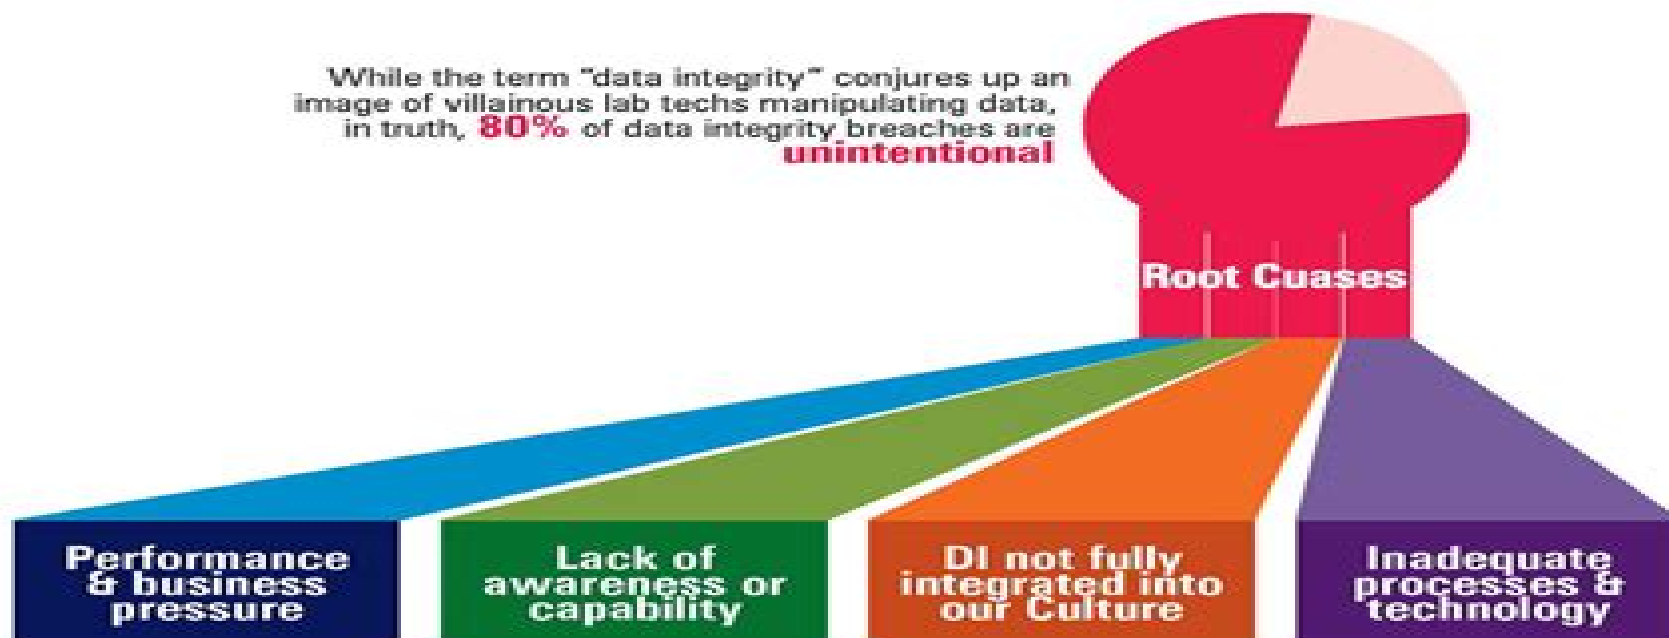 While the term "data integrity" conjures up an
image of villainous lab techs manipulating data,
in truth, 80% of data integrity breaches are
unintentional
Root Cuases
Performance
& business
pressure
Lack of
awareness or
capability
DI not fully
integrated into
our Culture
Inadequate
processes &
technology